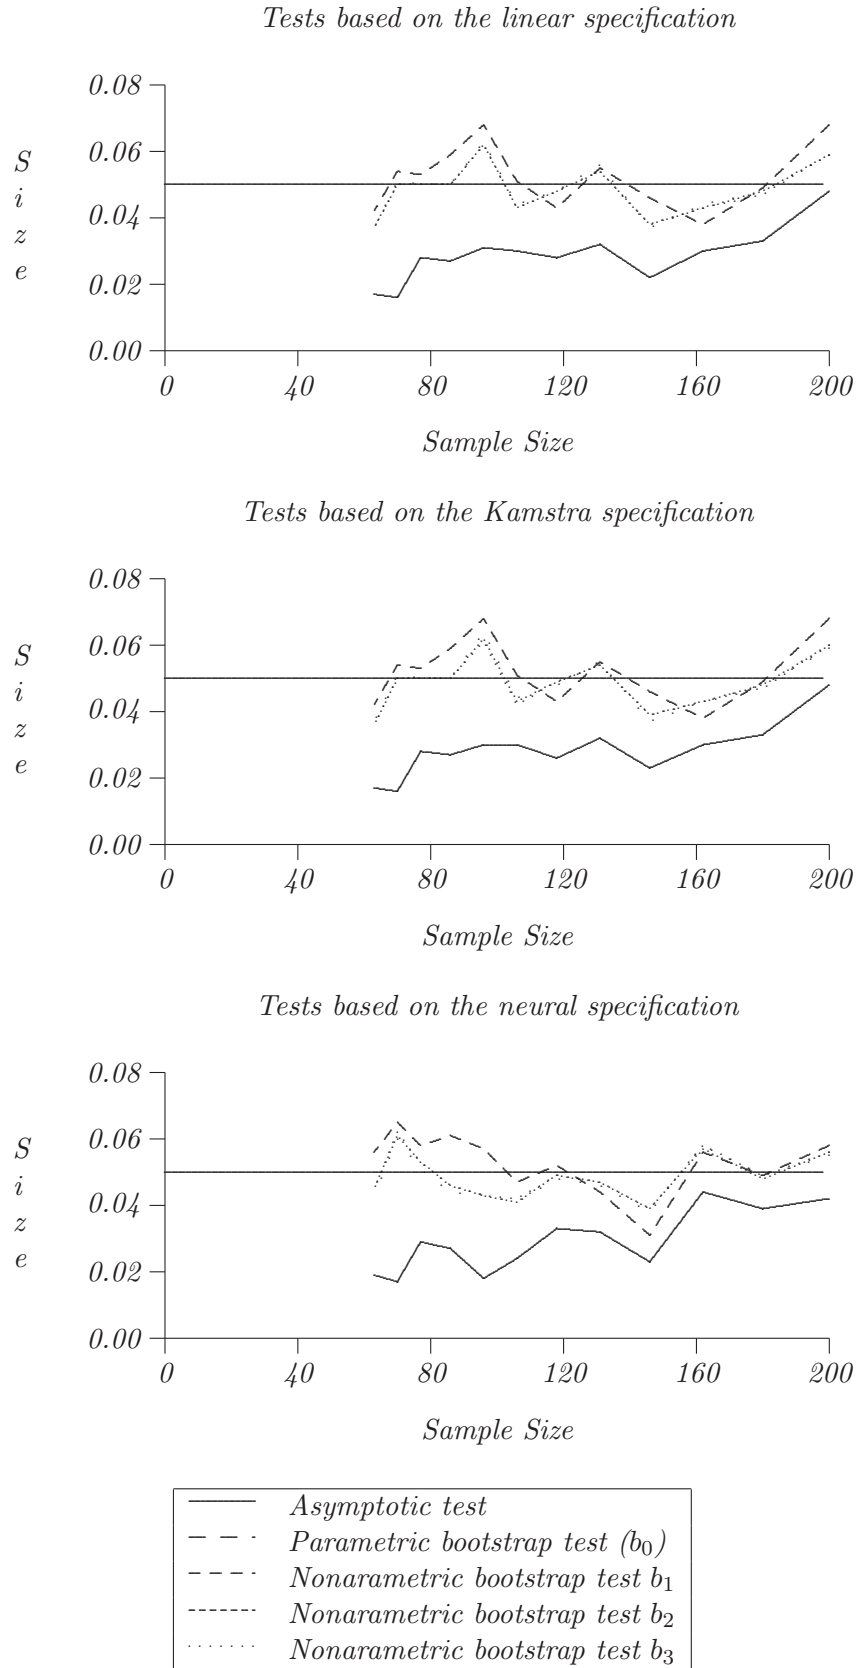 Tests based on the linear specification
0.08
0.06
0.04
0.02
0.00
S
i
z
e
0 40 80 120 160 200
Sample Size
Tests based on the Kamstra specification
0.08
0.06
0.04
0.02
0.00
S
i
z
e
0 40 80 120 160 200
Sample Size
Tests based on the neural specification
0.08
0.06
0.04
0.02
0.00
S
i
z
e
0 40 80 120 160 200
Sample Size
Asymptotic test
Parametric bootstrap test (b₀)
Nonarametric bootstrap test b₁
Nonarametric bootstrap test b₂
Nonarametric bootstrap test b₃